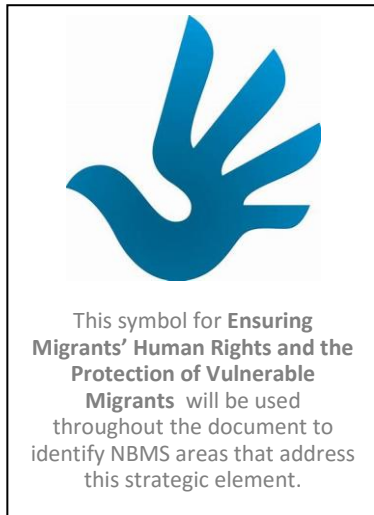 This symbol for Ensuring
Migrants' Human Rights and the
Protection of Vulnerable
Migrants will be used
throughout the document to
identify NBMS areas that address
this strategic element.